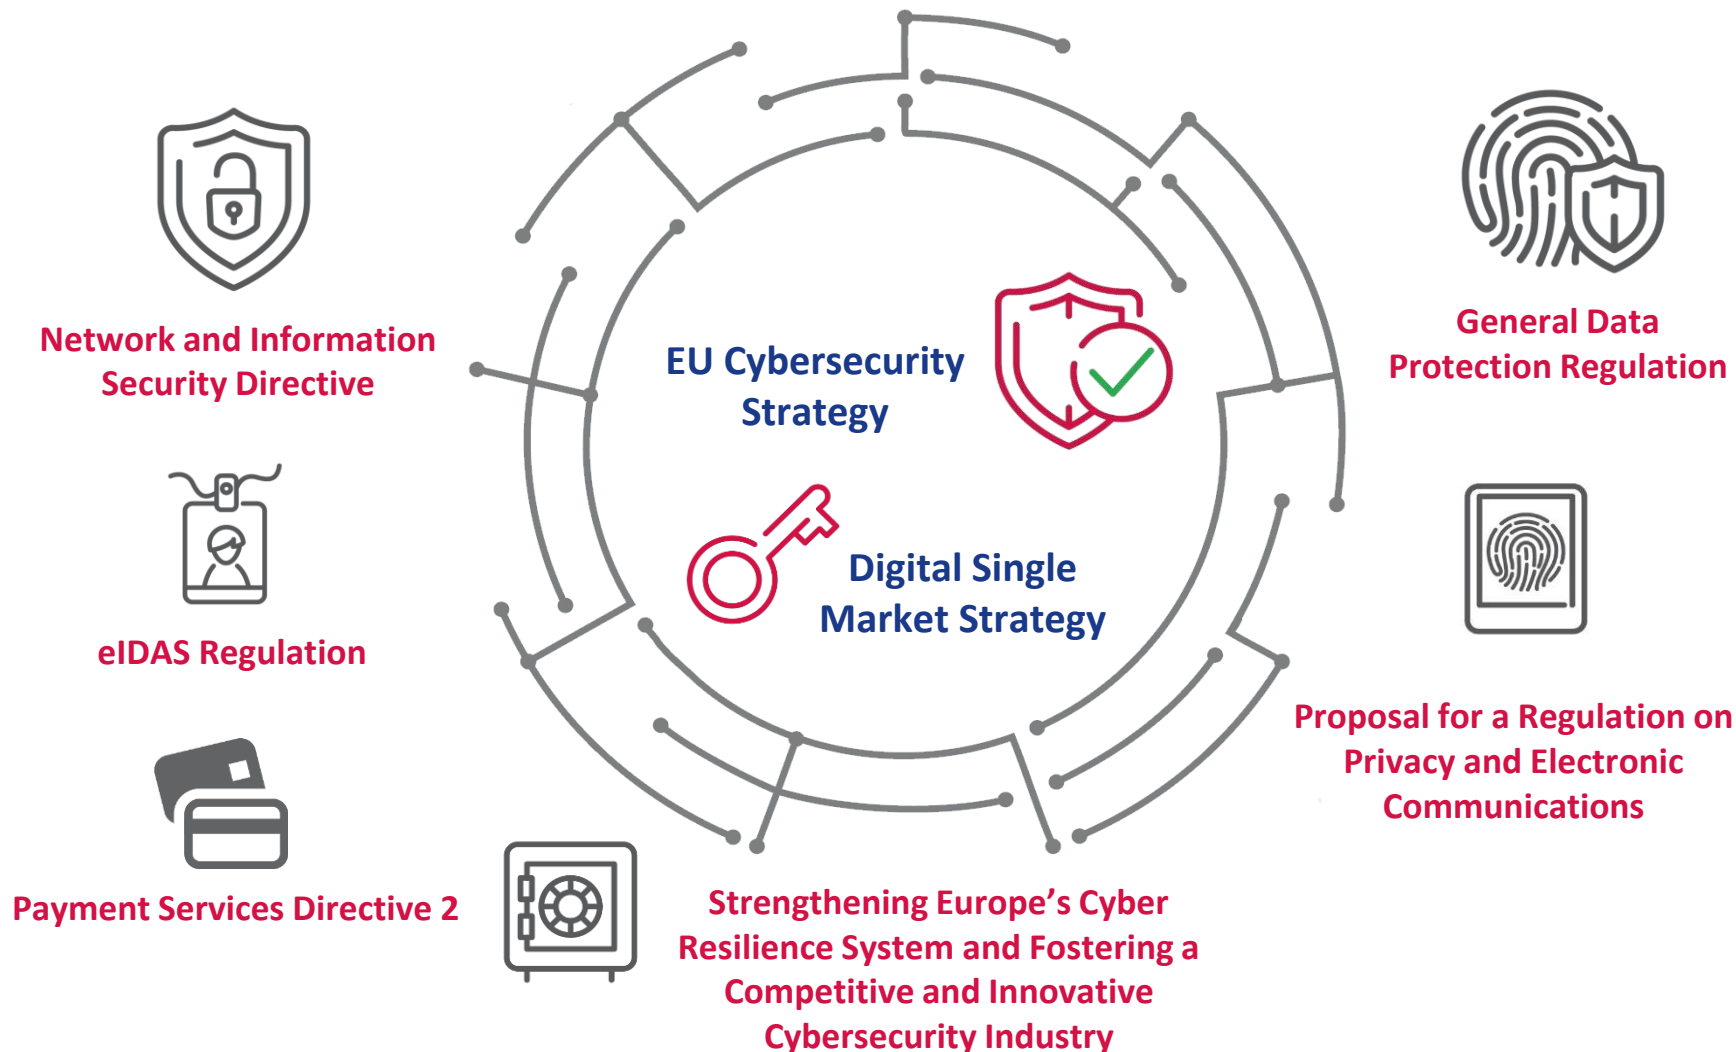 EU Cybersecurity
Strategy
Digital Single
Market Strategy
Network and Information
Security Directive
eIDAS Regulation
Payment Services Directive 2
Strengthening Europe’s Cyber
Resilience System and Fostering a
Competitive and Innovative
Cybersecurity Industry
General Data
Protection Regulation
Proposal for a Regulation on
Privacy and Electronic
Communications